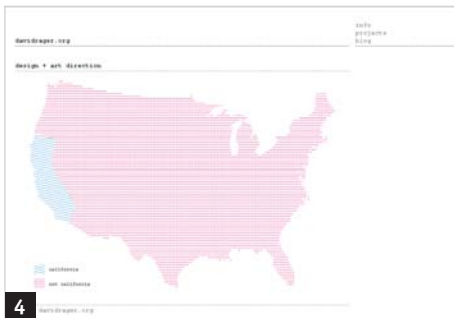 davidrager.org
info
projects
blog
design + art direction
california
not california
4
davidrager.org